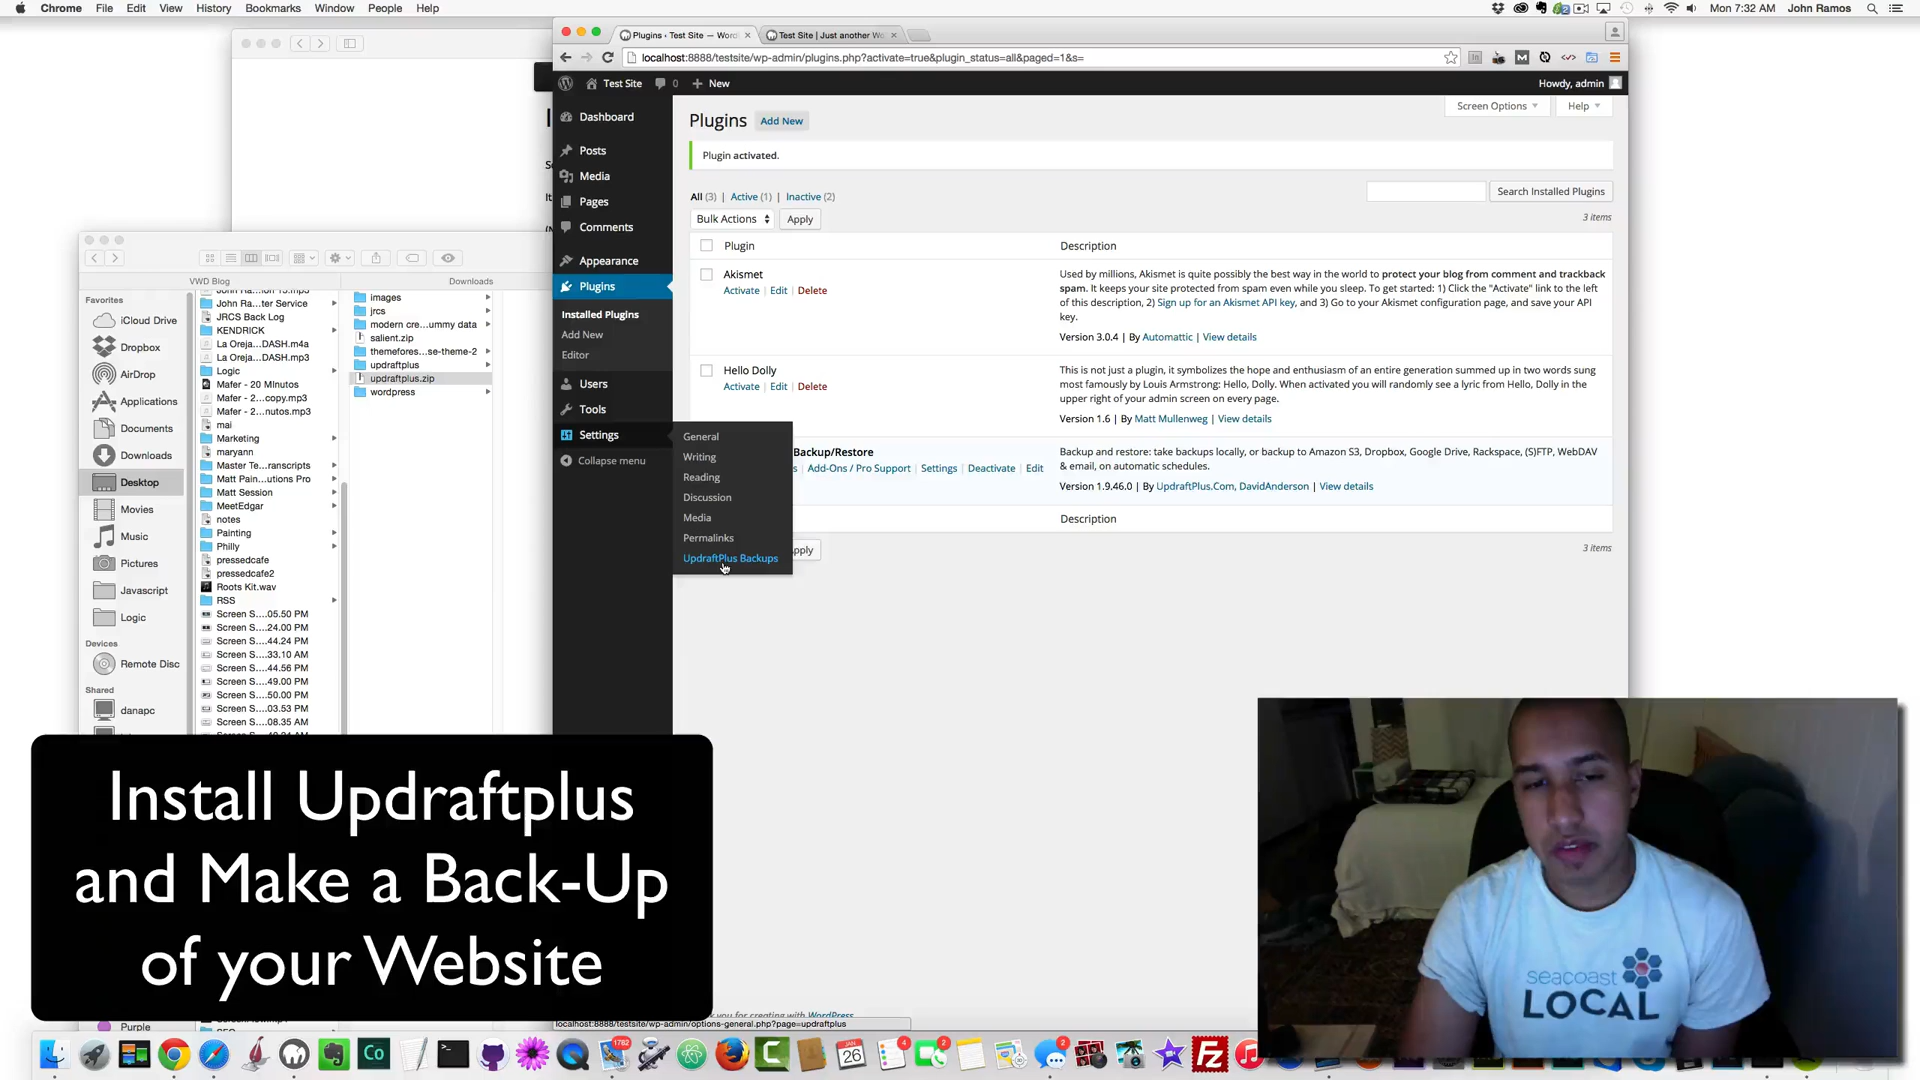 Chrome File Edit View History Bookmarks Window People Help
Mon 7:32 AM John Ramos
Plugins ‹ Test Site — Word
Test Site | Just another Wo
localhost:8888/testsite/wp-admin/plugins.php?activate=true&plugin_status=all&paged=1&s=
Test Site 0 New
Howdy, admin
Dashboard
Posts
Media
Pages
Comments
Appearance
Plugins
Installed Plugins
Add New
Editor
Users
Tools
Settings
Collapse menu
General
Writing
Reading
Discussion
Media
Permalinks
UpdraftPlus Backups
Screen Options Help
Plugins Add New
Plugin activated.
All (3) | Active (1) | Inactive (2)
Search Installed Plugins
Bulk Actions Apply
3 items
Plugin Description
Akismet
Activate | Edit | Delete
Used by millions, Akismet is quite possibly the best way in the world to protect your blog from comment and trackback
spam. It keeps your site protected from spam even while you sleep. To get started: 1) Click the "Activate" link to the left
of this description, 2) Sign up for an Akismet API key, and 3) Go to your Akismet configuration page, and save your API
key.
Version 3.0.4 | By Automattic | View details
Hello Dolly
Activate | Edit | Delete
This is not just a plugin, it symbolizes the hope and enthusiasm of an entire generation summed up in two words sung
most famously by Louis Armstrong: Hello, Dolly. When activated you will randomly see a lyric from Hello, Dolly in the
upper right of your admin screen on every page.
Version 1.6 | By Matt Mullenweg | View details
Backup/Restore
s | Add-Ons / Pro Support | Settings | Deactivate | Edit
Backup and restore: take backups locally, or backup to Amazon S3, Dropbox, Google Drive, Rackspace, (S)FTP, WebDAV
& email, on automatic schedules.
Version 1.9.46.0 | By UpdraftPlus.Com, DavidAnderson | View details
Description
Apply
3 items
you for creating with WordPress
localhost:8888/testsite/wp-admin/options-general.php?page=updraftplus
VWD Blog
Downloads
Favorites
iCloud Drive
Dropbox
AirDrop
Applications
Documents
Downloads
Desktop
Movies
Music
Pictures
Javascript
Logic
Devices
Remote Disc
Shared
danapc
Purple
John Ra...ter Service
JRCS Back Log
KENDRICK
La Oreja...DASH.m4a
La Oreja...DASH.mp3
Logic
Mafer - 20 MInutos
Mafer - 2...copy.mp3
Mafer - 2...nutos.mp3
mai
Marketing
maryann
Master Te...ranscripts
Matt Pain...utions Pro
Matt Session
MeetEdgar
notes
Painting
Philly
pressedcafe
pressedcafe2
Roots Kit.wav
RSS
Screen S....05.50 PM
Screen S....24.00 PM
Screen S....44.24 PM
Screen S....33.10 AM
Screen S....44.56 PM
Screen S....49.00 PM
Screen S....50.00 PM
Screen S....03.53 PM
Screen S....08.35 AM
images
jrcs
modern cre...ummy data
salient.zip
themefores...se-theme-2
updraftplus
updraftplus.zip
wordpress
Install Updraftplus
and Make a Back-Up
of your Website
seacoast
LOCAL
Co
1782
JAN
26
4
2
2
Fz